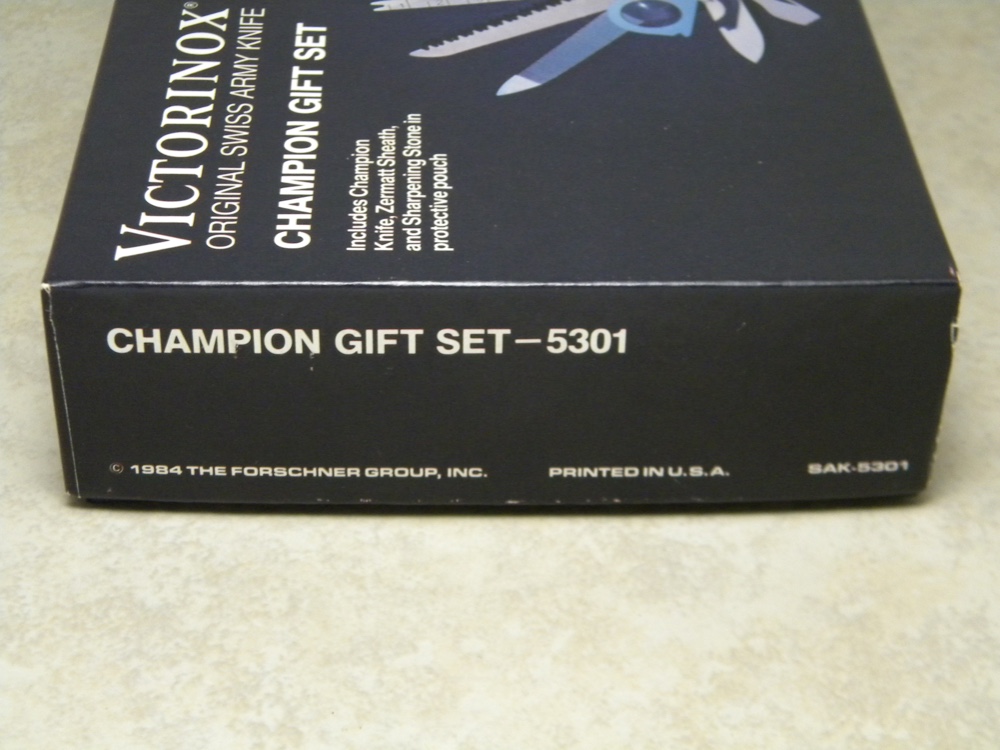 VICTORINOX®
ORIGINAL SWISS ARMY KNIFE
CHAMPION GIFT SET
Includes Champion
Knife, Zermatt Sheath,
and Sharpening Stone in
protective pouch
CHAMPION GIFT SET—5301
© 1984 THE FORSCHNER GROUP, INC. PRINTED IN U.S.A. SAK-5301